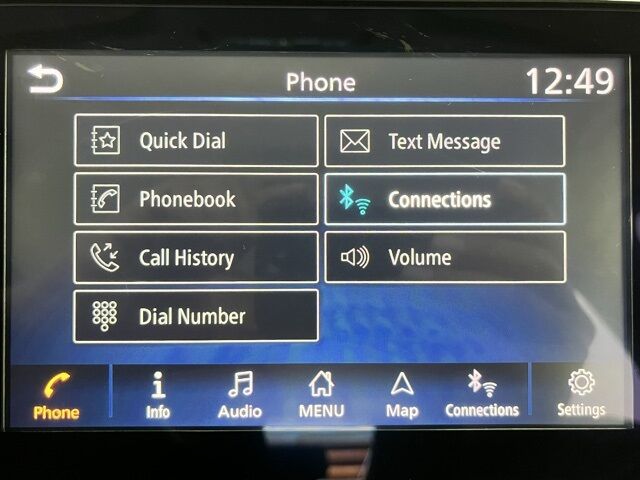 Phone
12:49
Quick Dial
Text Message
Phonebook
Connections
Call History
Volume
Dial Number
Phone
Info
Audio
MENU
Map
Connections
Settings